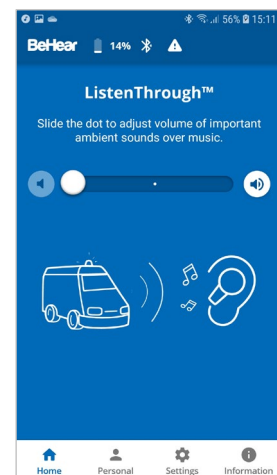 56% 15:11
BeHear 14%
ListenThrough™
Slide the dot to adjust volume of important
ambient sounds over music.
Home Personal Settings Information